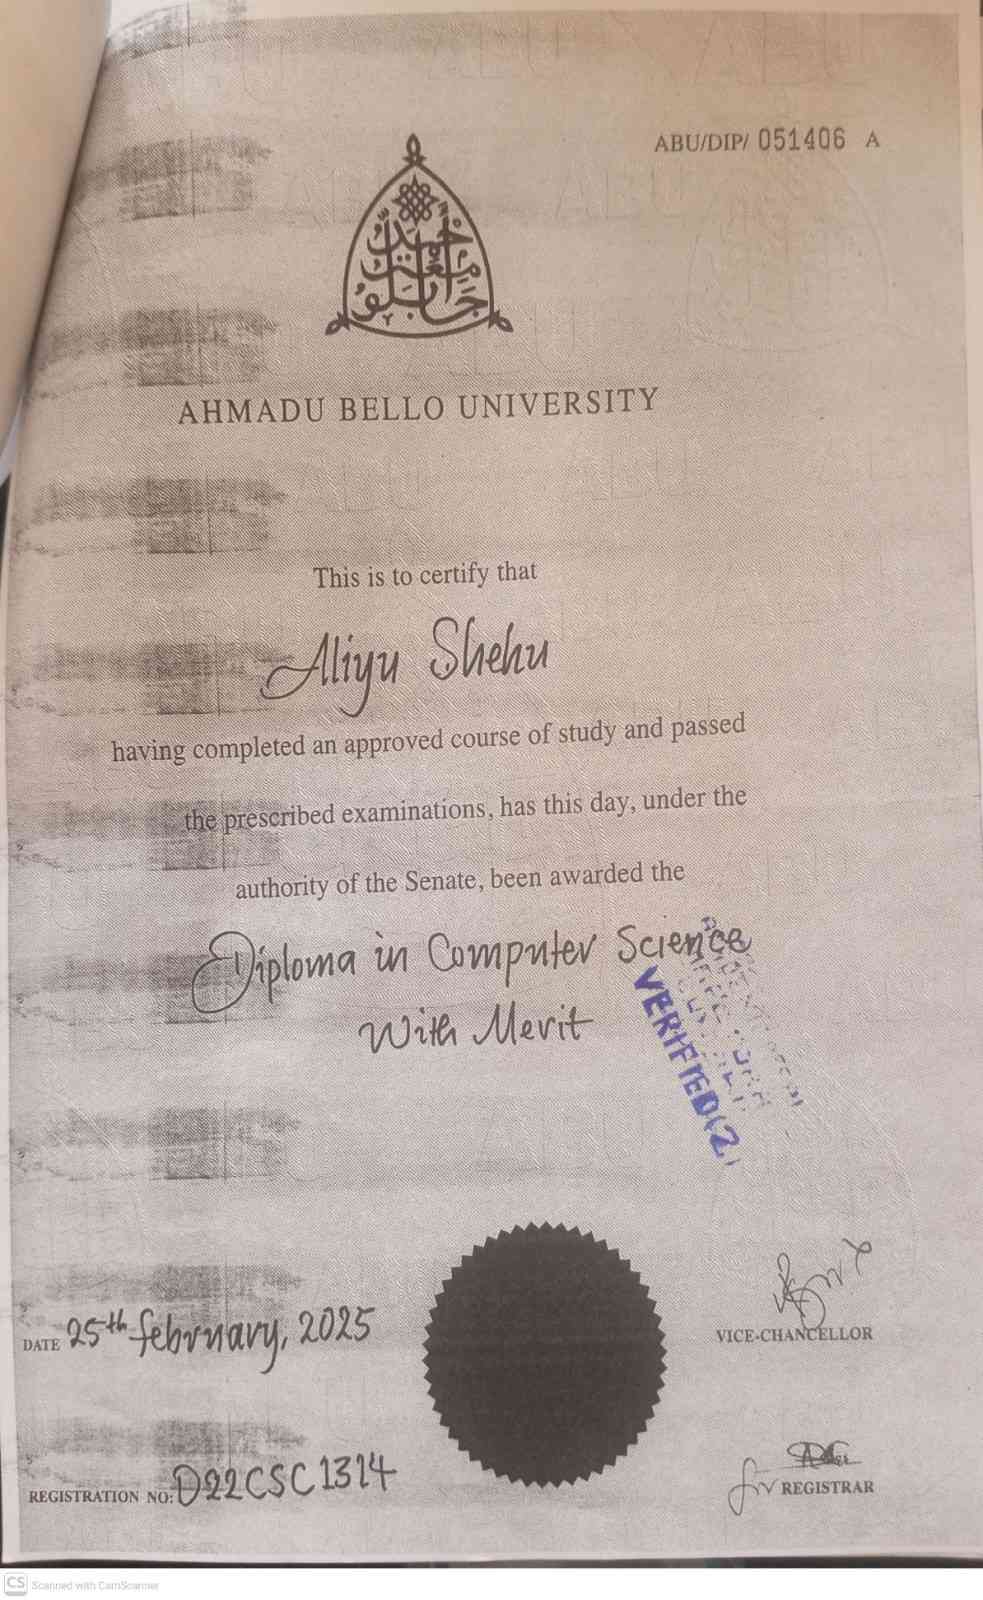 ABU/DIP/ 051406 A
AHMADU BELLO UNIVERSITY
This is to certify that
Aliyu Shehu
having completed an approved course of study and passed
the prescribed examinations, has this day, under the
authority of the Senate, been awarded the
Diploma in Computer Science
With Merit
VERIFIED(2)
DATE 25th february, 2025
VICE-CHANCELLOR
REGISTRATION NO: D22CSC1314
for REGISTRAR
CS Scanned with CamScanner